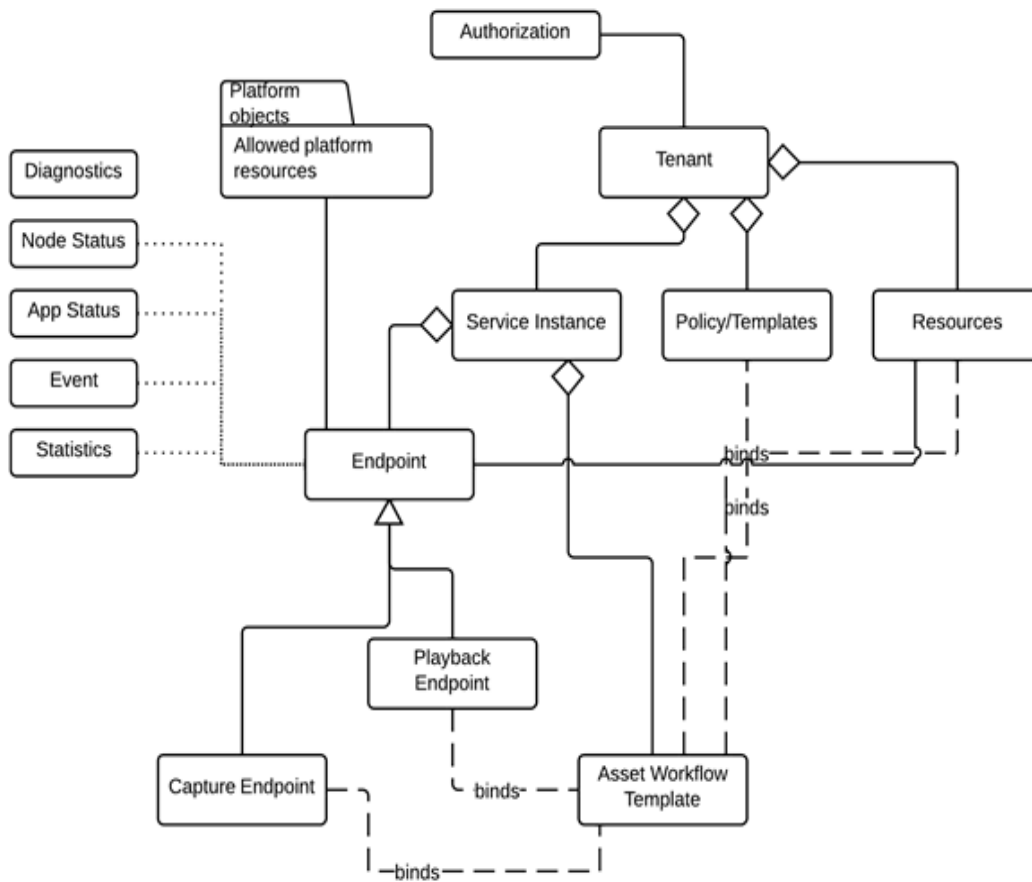 Authorization
Platform
objects
Allowed platform
resources
Tenant
Diagnostics
Node Status
App Status
Event
Statistics
Service Instance
Policy/Templates
Resources
Endpoint
binds
binds
Playback
Endpoint
Capture Endpoint
Asset Workflow
Template
binds
binds